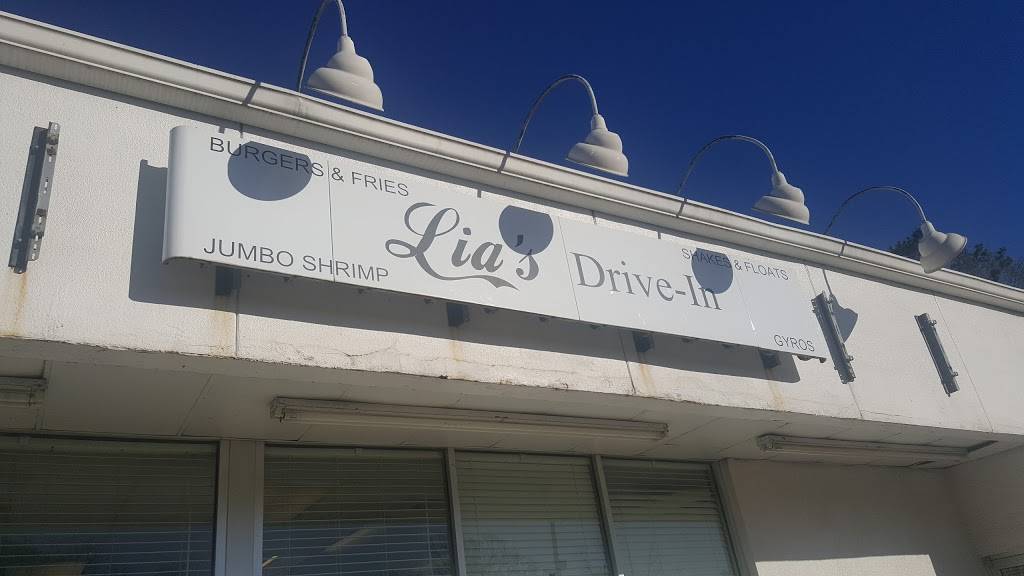 BURGERS & FRIES
JUMBO SHRIMP
Lia's
Drive-In
SHAKES & FLOATS
GYROS